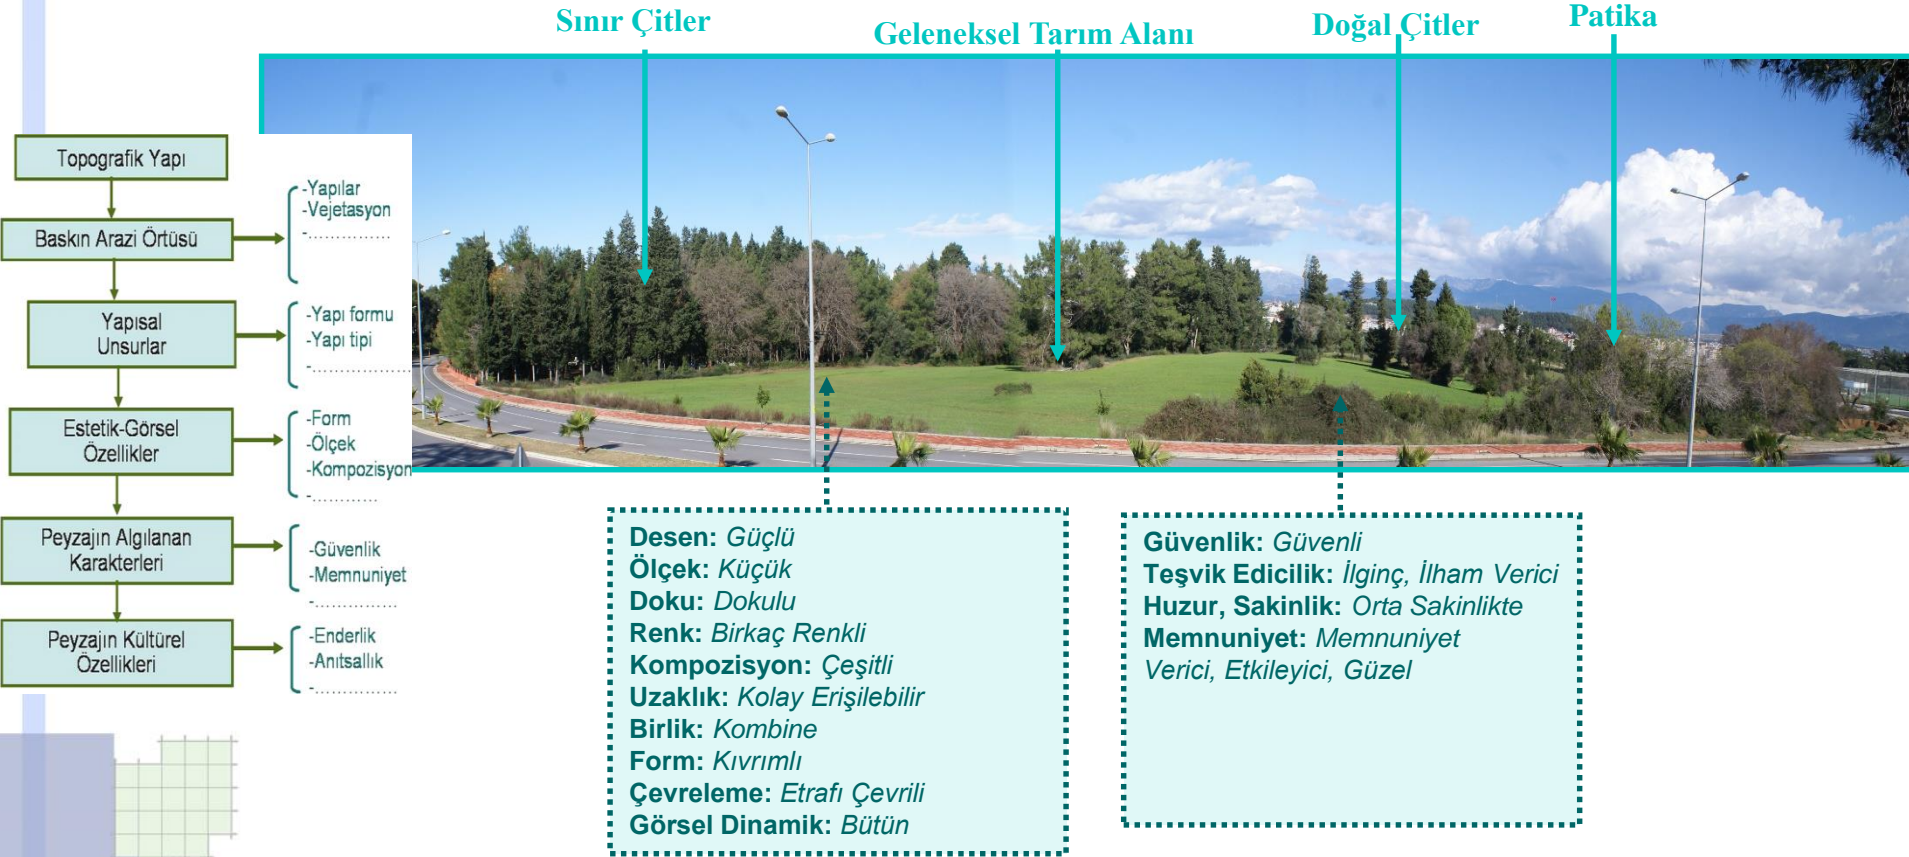 Sınır Çitler
Geleneksel Tarım Alanı
Doğal Çitler
Patika
Topografik Yapı
Baskın Arazi Örtüsü
-Yapılar
-Vejetasyon
-...............
Yapısal
Unsurlar
-Yapı formu
-Yapı tipi
-..................
Estetik-Görsel
Özellikler
-Form
-Ölçek
-Kompozisyon
-.............
Peyzajın Algılanan
Karakterleri
-Güvenlik
-Memnuniyet
-...............
Peyzajın Kültürel
Özellikleri
-Enderlik
-Anıtsallık
-...............
Desen: Güçlü
Ölçek: Küçük
Doku: Dokulu
Renk: Birkaç Renkli
Kompozisyon: Çeşitli
Uzaklık: Kolay Erişilebilir
Birlik: Kombine
Form: Kıvrımlı
Çevreleme: Etrafı Çevrili
Görsel Dinamik: Bütün
Güvenlik: Güvenli
Teşvik Edicilik: İlginç, İlham Verici
Huzur, Sakinlik: Orta Sakinlikte
Memnuniyet: Memnuniyet
Verici, Etkileyici, Güzel